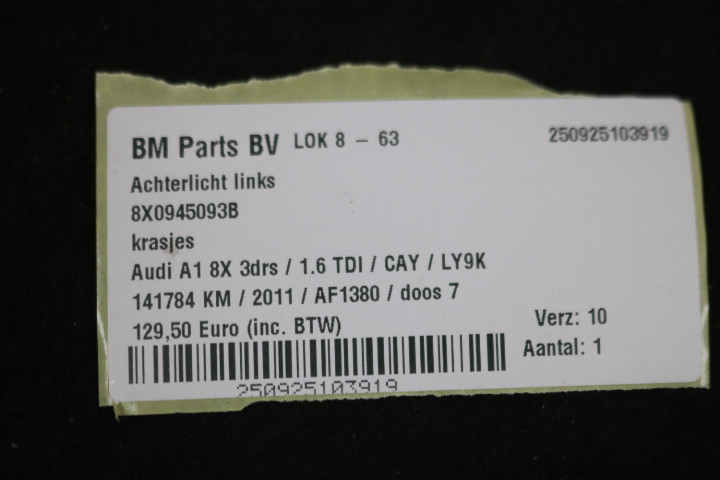 BM Parts BV LOK 8 - 63 250925103919
Achterlicht links
8X0945093B
krasjes
Audi A1 8X 3drs / 1.6 TDI / CAY / LY9K
141784 KM / 2011 / AF1380 / doos 7
129,50 Euro (inc. BTW) Verz: 10
Aantal: 1
250925103919